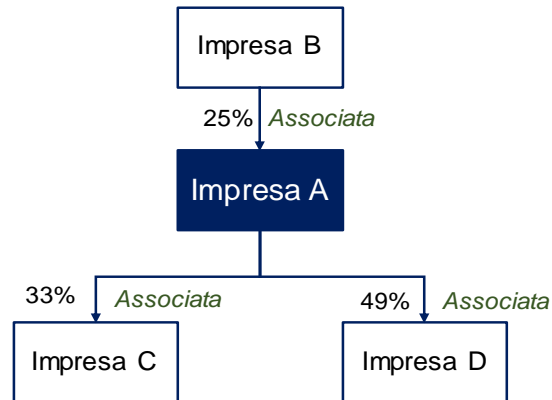 Impresa B
25% Associata
Impresa A
33% Associata
49% Associata
Impresa C
Impresa D